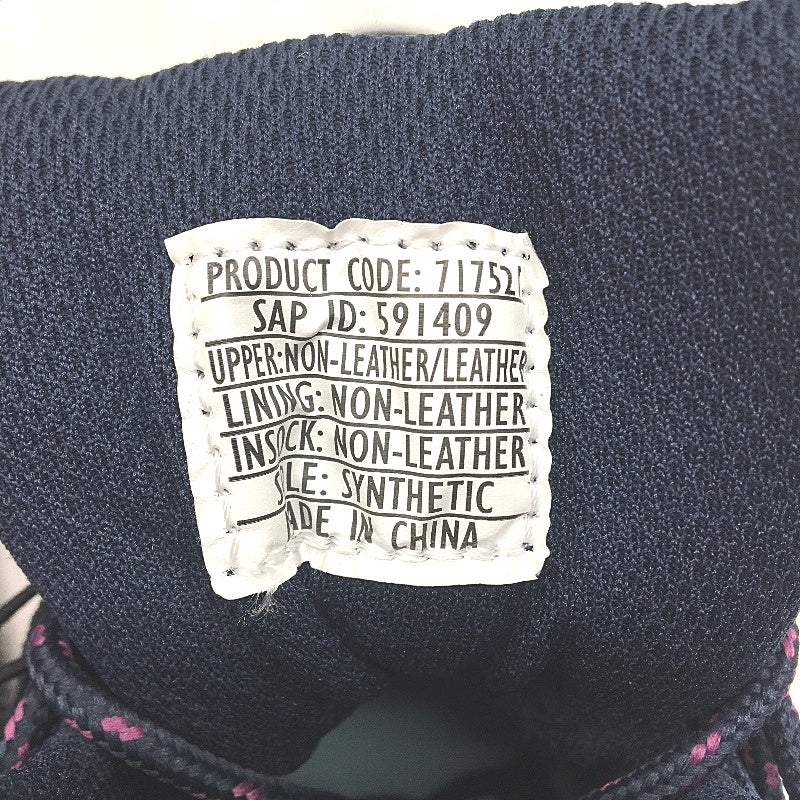 PRODUCT CODE: 71752
SAP ID: 591409
UPPER:NON-LEATHER/LEATHER
LINING: NON-LEATHER
INSOCK: NON-LEATHER
SOLE: SYNTHETIC
MADE IN CHINA